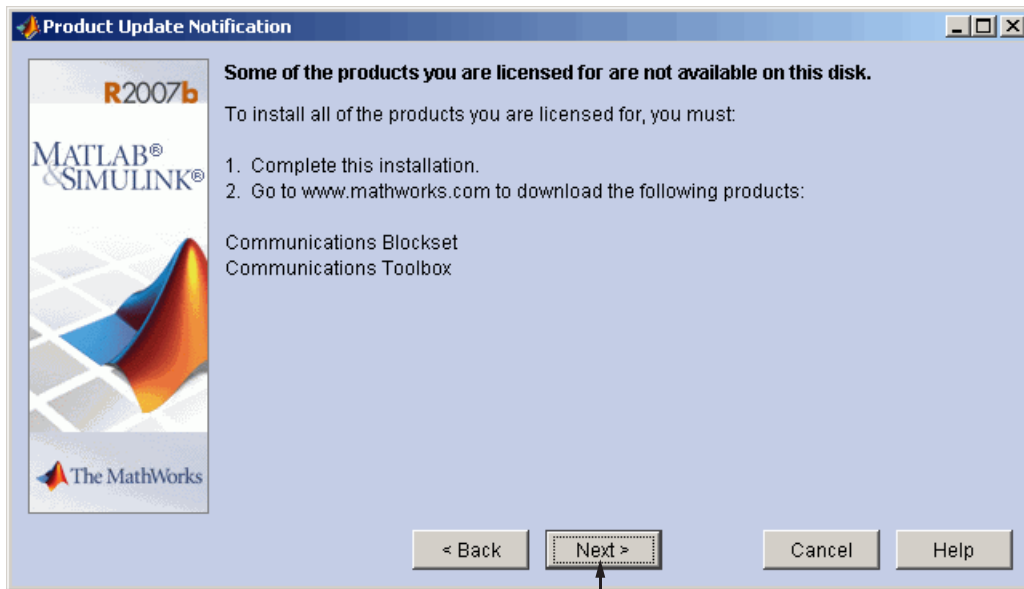 Product Update Notification
R2007b
MATLAB®
&SIMULINK®
The MathWorks
Some of the products you are licensed for are not available on this disk.
To install all of the products you are licensed for, you must:
1. Complete this installation.
2. Go to www.mathworks.com to download the following products:
Communications Blockset
Communications Toolbox
< Back
Next >
Cancel
Help